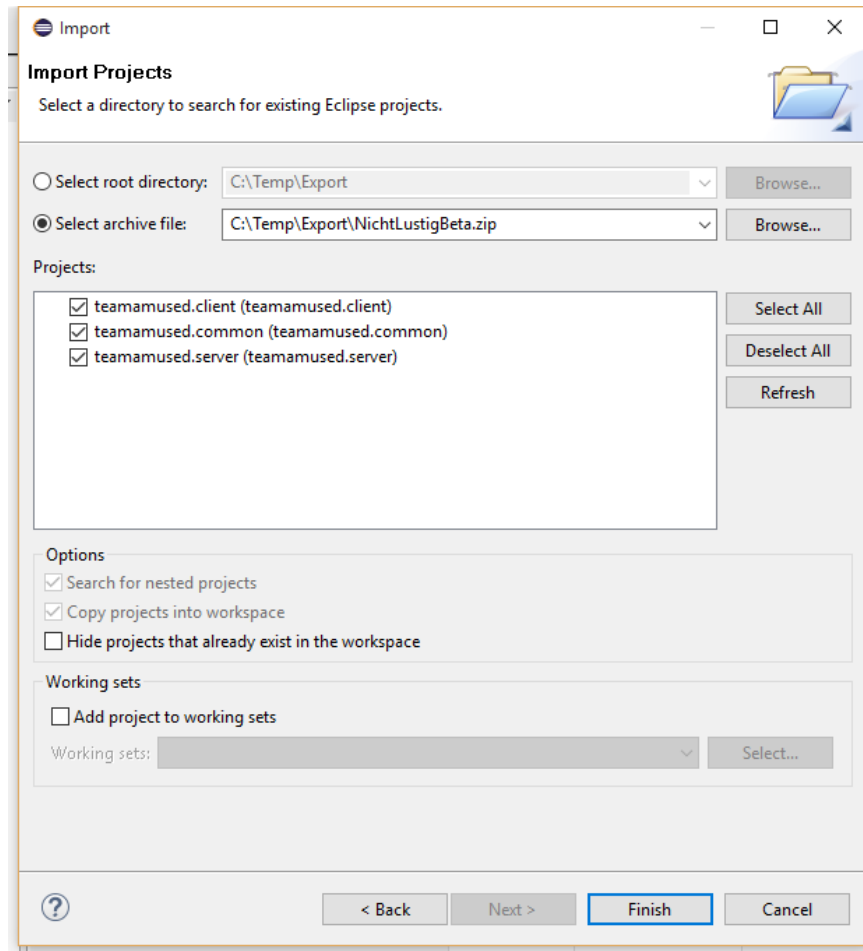 Import
Import Projects
Select a directory to search for existing Eclipse projects.
Select root directory: C:\Temp\Export Browse...
Select archive file: C:\Temp\Export\NichtLustigBeta.zip Browse...
Projects:
teamamused.client (teamamused.client) Select All
teamamused.common (teamamused.common)
teamamused.server (teamamused.server) Deselect All
Refresh
Options
Search for nested projects
Copy projects into workspace
Hide projects that already exist in the workspace
Working sets
Add project to working sets
Working sets: Select...
? < Back Next > Finish Cancel